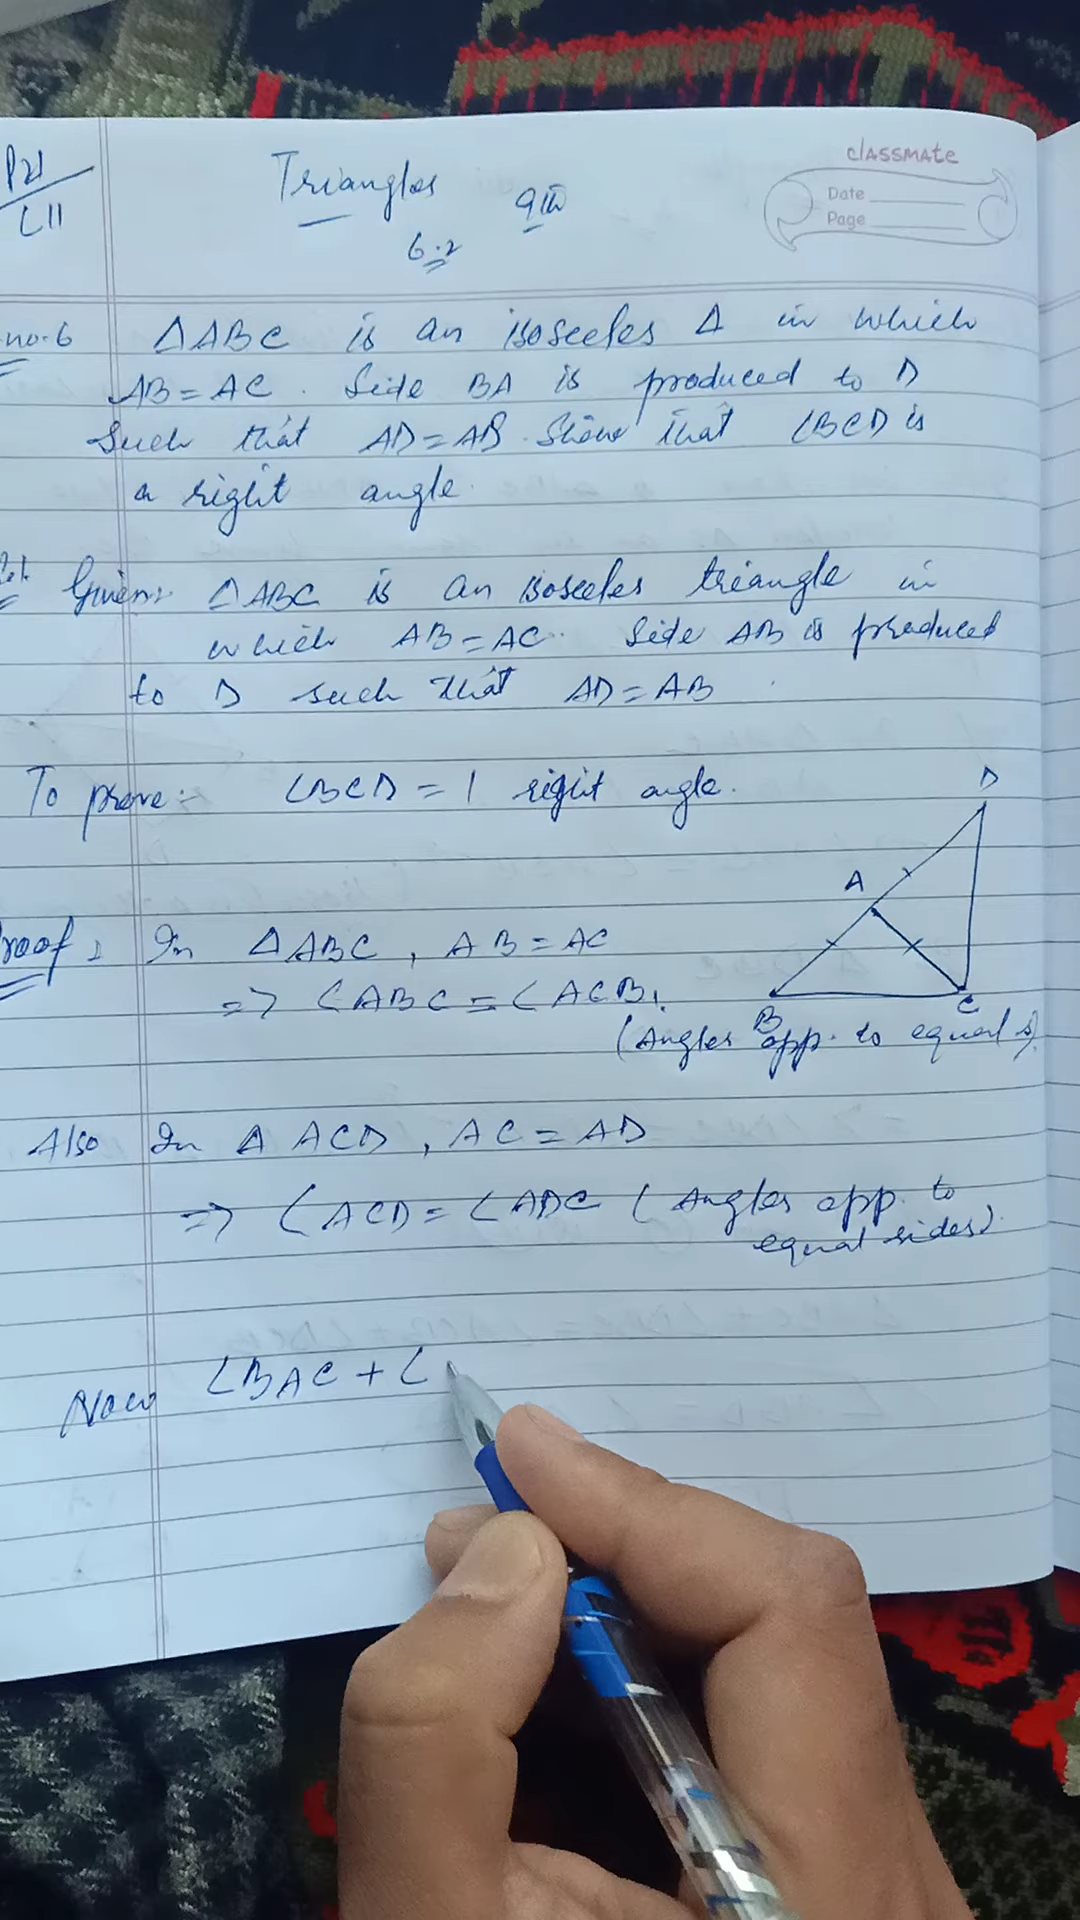 P21
L11
Triangles 9th
6.2
classmate
Date
Page
no.6 ΔABC is an isosceles Δ in which
AB = AC. Side BA is produced to D
such that AD = AB. Show that ∠BCD is
a right angle.
Sol. Given:- ΔABC is an isosceles triangle in
which AB = AC. Side AB is produced
to D such that AD = AB
To prove:- ∠BCD = 1 right angle.
D
A
B
C
Proof: In ΔABC, AB = AC
=> ∠ABC = ∠ACB.
(Angles opp. to equal s)
Also In Δ ACD, AC = AD
=> ∠ACD = ∠ADC (Angles opp. to
equal sides).
Now ∠BAC + ∠